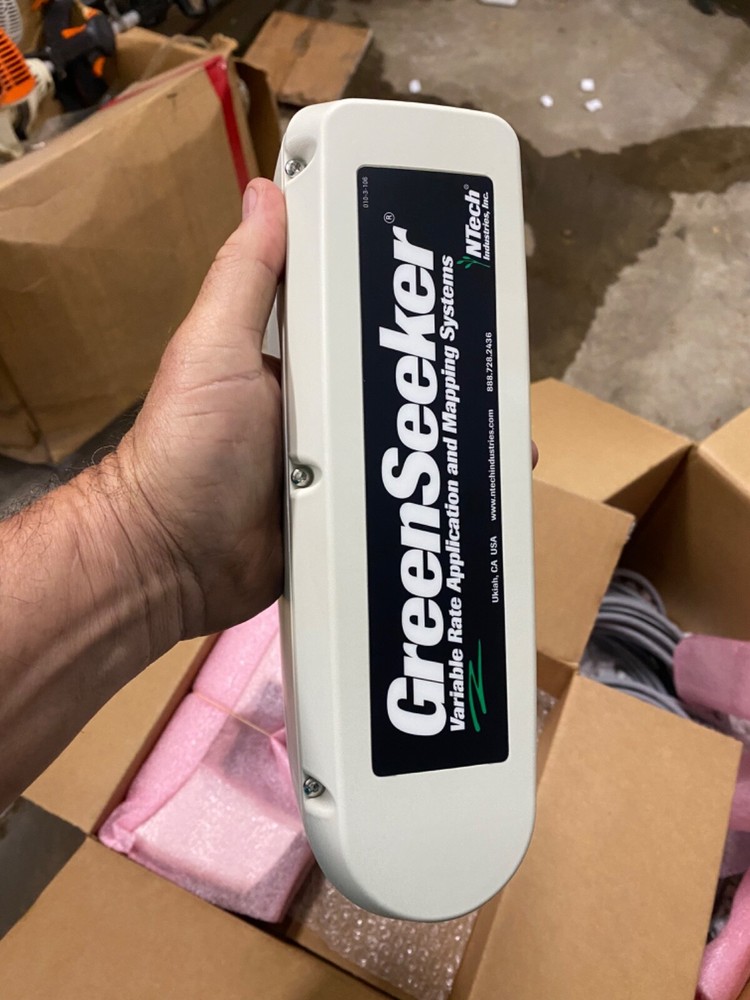 010-3-106
GreenSeeker®
Variable Rate Application and Mapping Systems
NTech®
Industries, Inc.
Ukiah, CA USA www.ntechindustries.com 888.728.2436